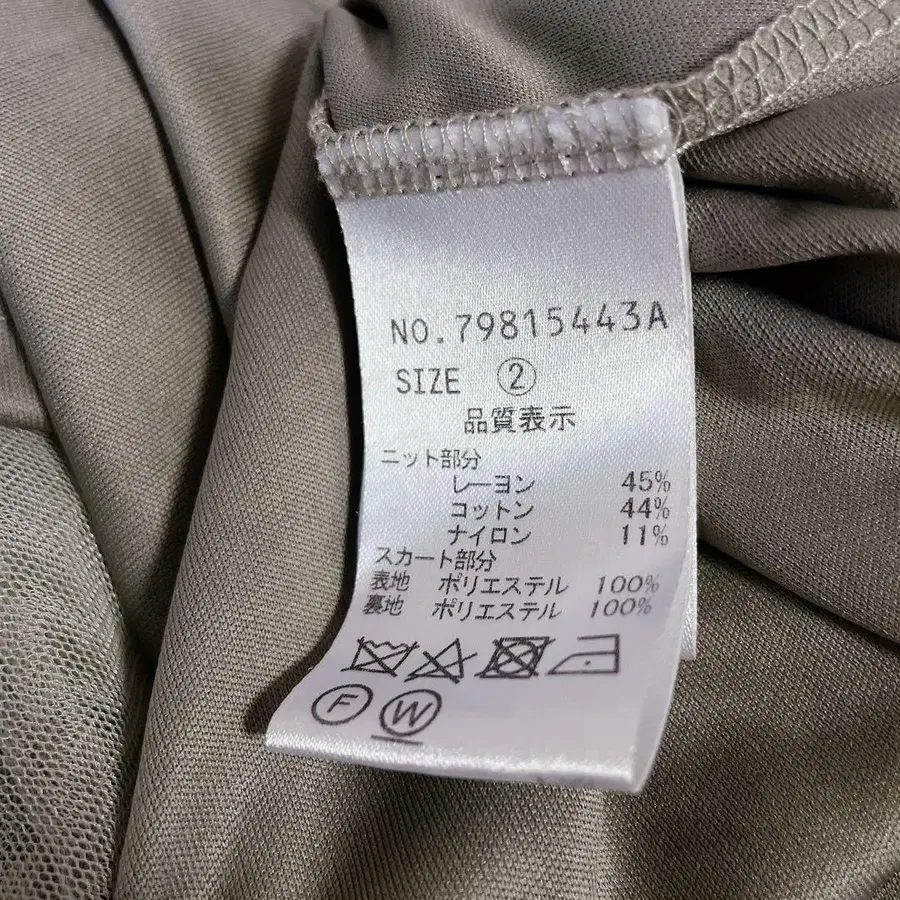 NO.79815443A
SIZE ②
品質表示
ニット部分
レーヨン 45%
コットン 44%
ナイロン 11%
スカート部分
表地 ポリエステル 100%
裏地 ポリエステル 100%
F W